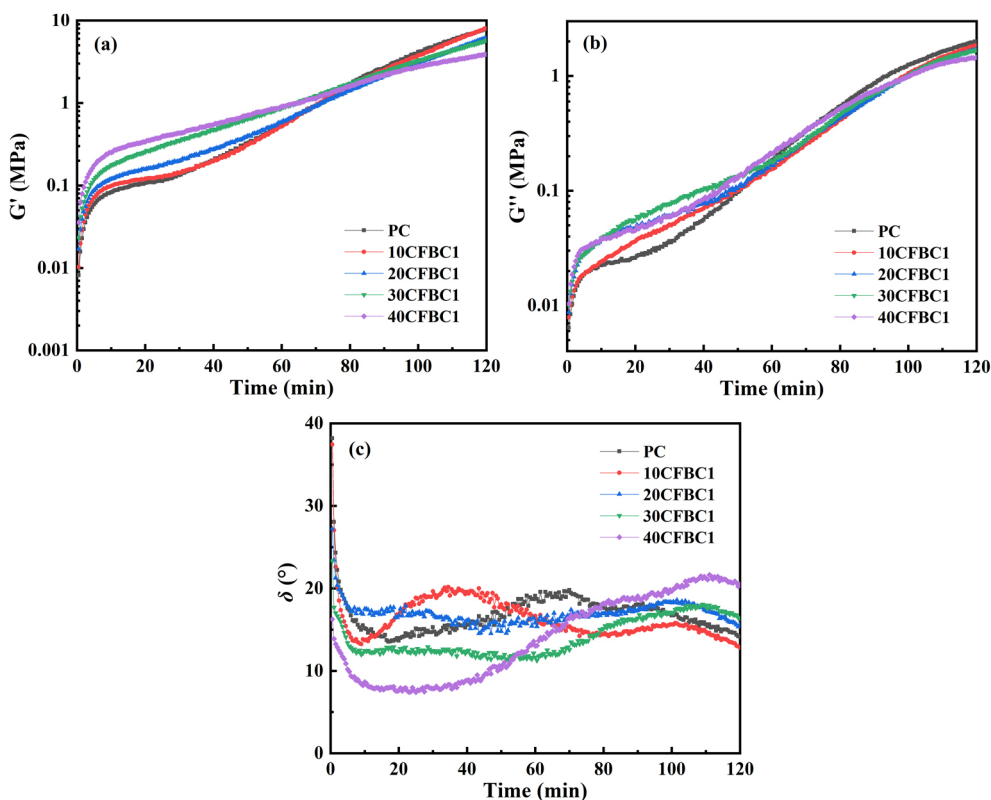 (a)
G' (MPa)
10
1
0.1
0.01
0.001
PC
10CFBC1
20CFBC1
30CFBC1
40CFBC1
0 20 40 60 80 100 120
Time (min)
(b)
G'' (MPa)
1
0.1
0.01
PC
10CFBC1
20CFBC1
30CFBC1
40CFBC1
0 20 40 60 80 100 120
Time (min)
(c)
δ (°)
40
30
20
10
0
PC
10CFBC1
20CFBC1
30CFBC1
40CFBC1
0 20 40 60 80 100 120
Time (min)